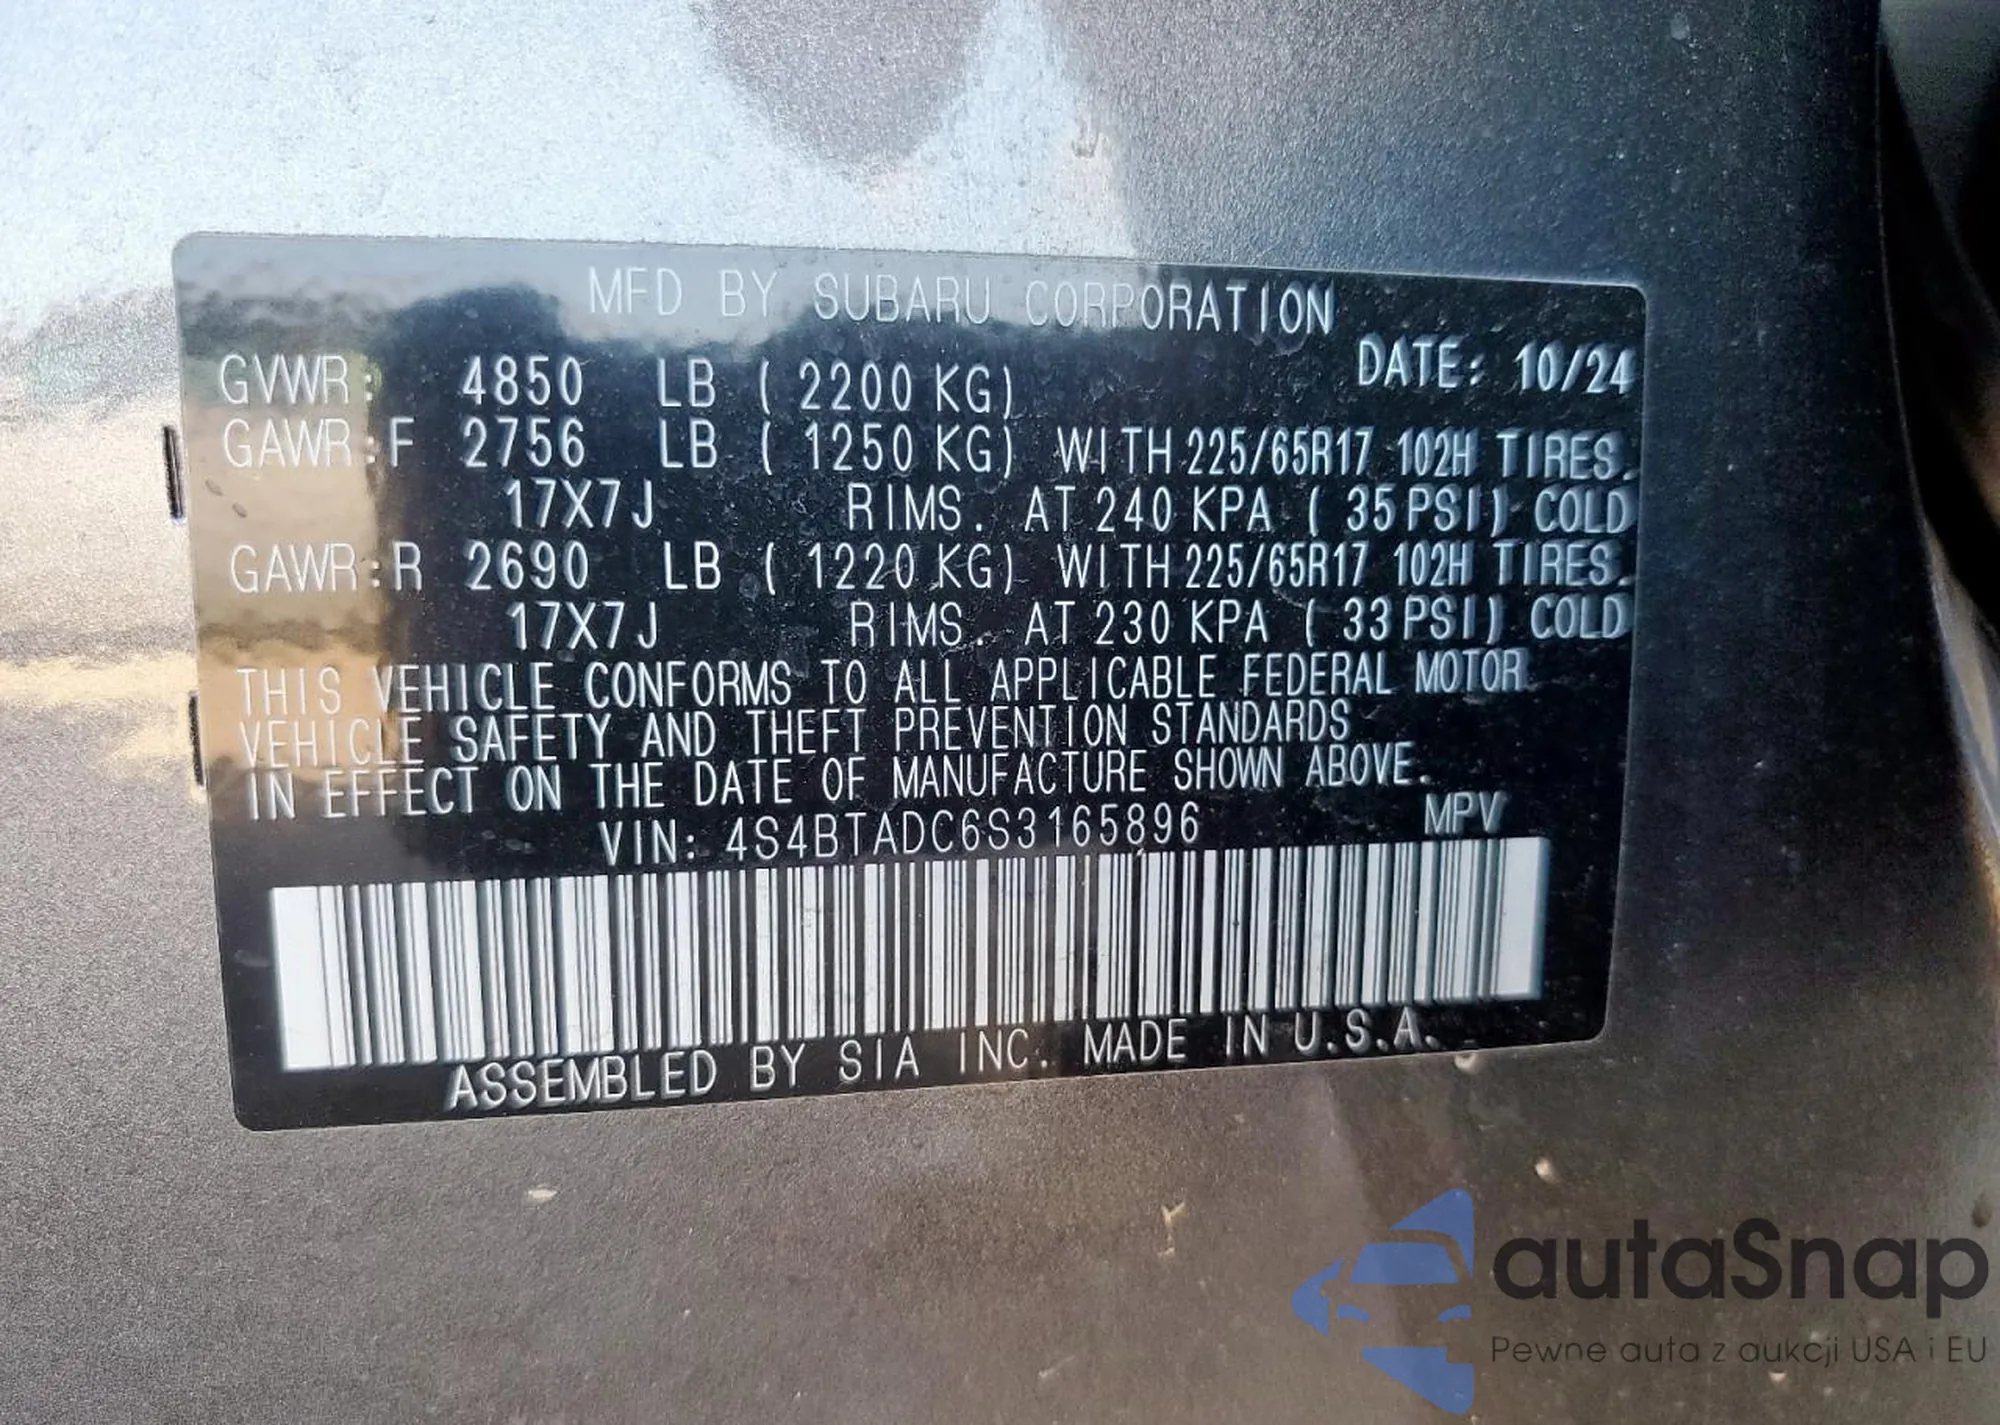 MFD BY SUBARU CORPORATION
DATE: 10/24
GVWR: 4850 LB ( 2200 KG)
GAWR:F 2756 LB ( 1250 KG) WITH 225/65R17 102H TIRES.
17X7J RIMS. AT 240 KPA ( 35 PSI) COLD
GAWR:R 2690 LB ( 1220 KG) WITH 225/65R17 102H TIRES.
17X7J RIMS. AT 230 KPA ( 33 PSI) COLD
THIS VEHICLE CONFORMS TO ALL APPLICABLE FEDERAL MOTOR
VEHICLE SAFETY AND THEFT PREVENTION STANDARDS
IN EFFECT ON THE DATE OF MANUFACTURE SHOWN ABOVE.
VIN: 4S4BTADC6S3165896 MPV
ASSEMBLED BY SIA INC. MADE IN U.S.A.
autaSnap
Pewne auta z aukcji USA i EU